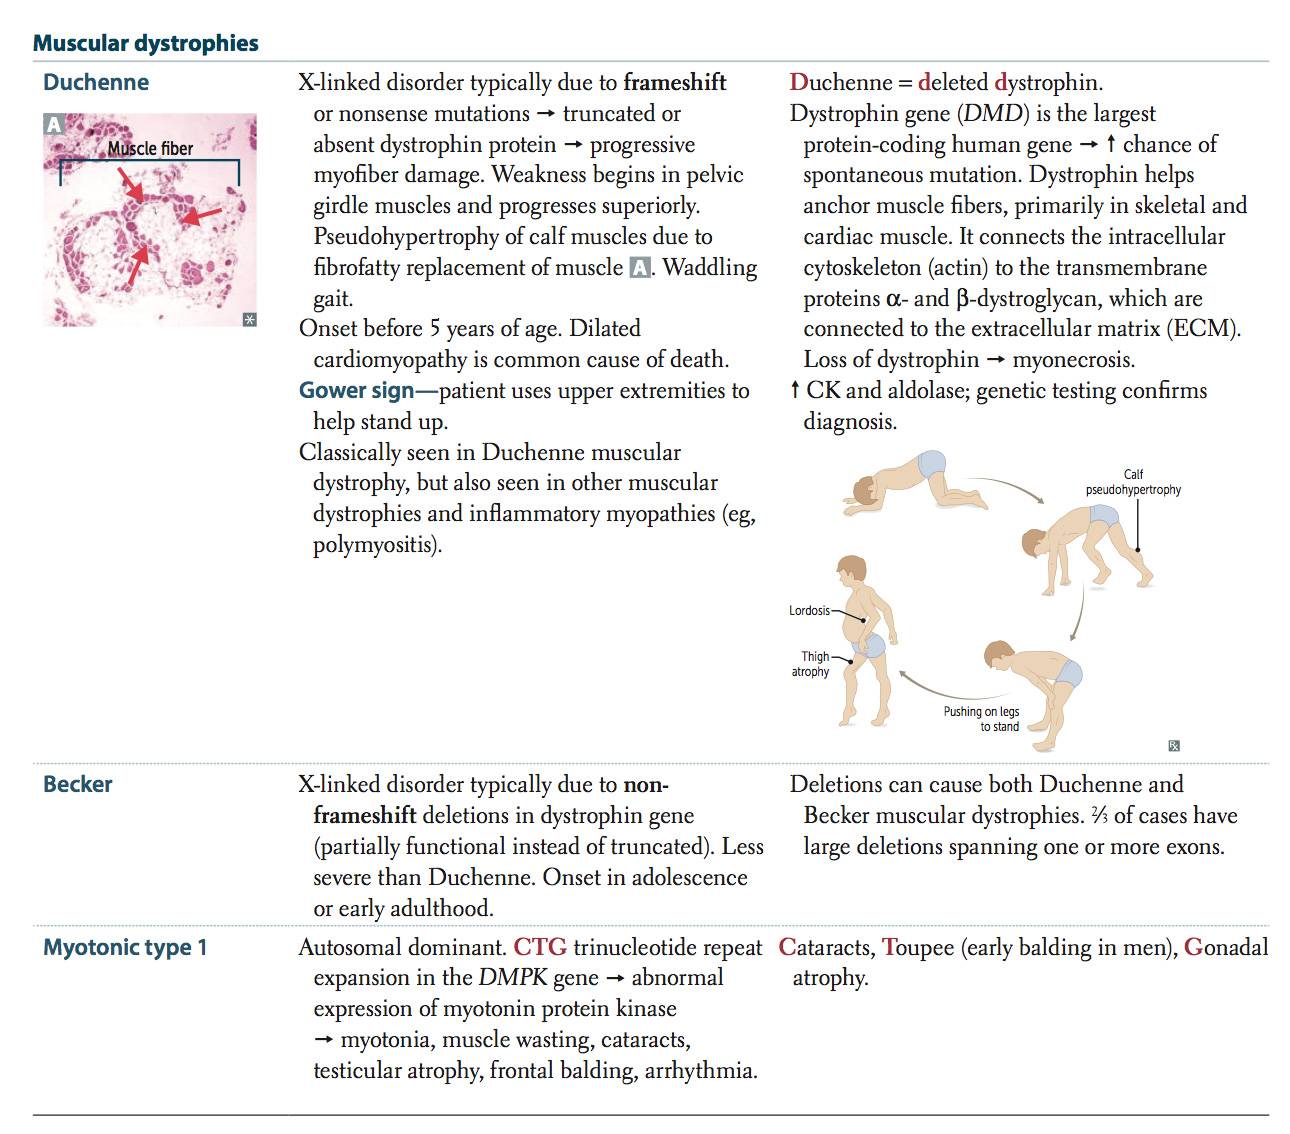 Muscular dystrophies
Duchenne
A
Muscle fiber
*
X-linked disorder typically due to frameshift
or nonsense mutations → truncated or
absent dystrophin protein → progressive
myofiber damage. Weakness begins in pelvic
girdle muscles and progresses superiorly.
Pseudohypertrophy of calf muscles due to
fibrofatty replacement of muscle A. Waddling
gait.
Onset before 5 years of age. Dilated
cardiomyopathy is common cause of death.
Gower sign—patient uses upper extremities to
help stand up.
Classically seen in Duchenne muscular
dystrophy, but also seen in other muscular
dystrophies and inflammatory myopathies (eg,
polymyositis).
Duchenne = deleted dystrophin.
Dystrophin gene (DMD) is the largest
protein-coding human gene → ↑ chance of
spontaneous mutation. Dystrophin helps
anchor muscle fibers, primarily in skeletal and
cardiac muscle. It connects the intracellular
cytoskeleton (actin) to the transmembrane
proteins α- and β-dystroglycan, which are
connected to the extracellular matrix (ECM).
Loss of dystrophin → myonecrosis.
↑ CK and aldolase; genetic testing confirms
diagnosis.
Calf
pseudohypertrophy
Lordosis
Thigh
atrophy
Pushing on legs
to stand
℞
Becker
X-linked disorder typically due to non-
frameshift deletions in dystrophin gene
(partially functional instead of truncated). Less
severe than Duchenne. Onset in adolescence
or early adulthood.
Deletions can cause both Duchenne and
Becker muscular dystrophies. ⅔ of cases have
large deletions spanning one or more exons.
Myotonic type 1
Autosomal dominant. CTG trinucleotide repeat
expansion in the DMPK gene → abnormal
expression of myotonin protein kinase
→ myotonia, muscle wasting, cataracts,
testicular atrophy, frontal balding, arrhythmia.
Cataracts, Toupee (early balding in men), Gonadal
atrophy.